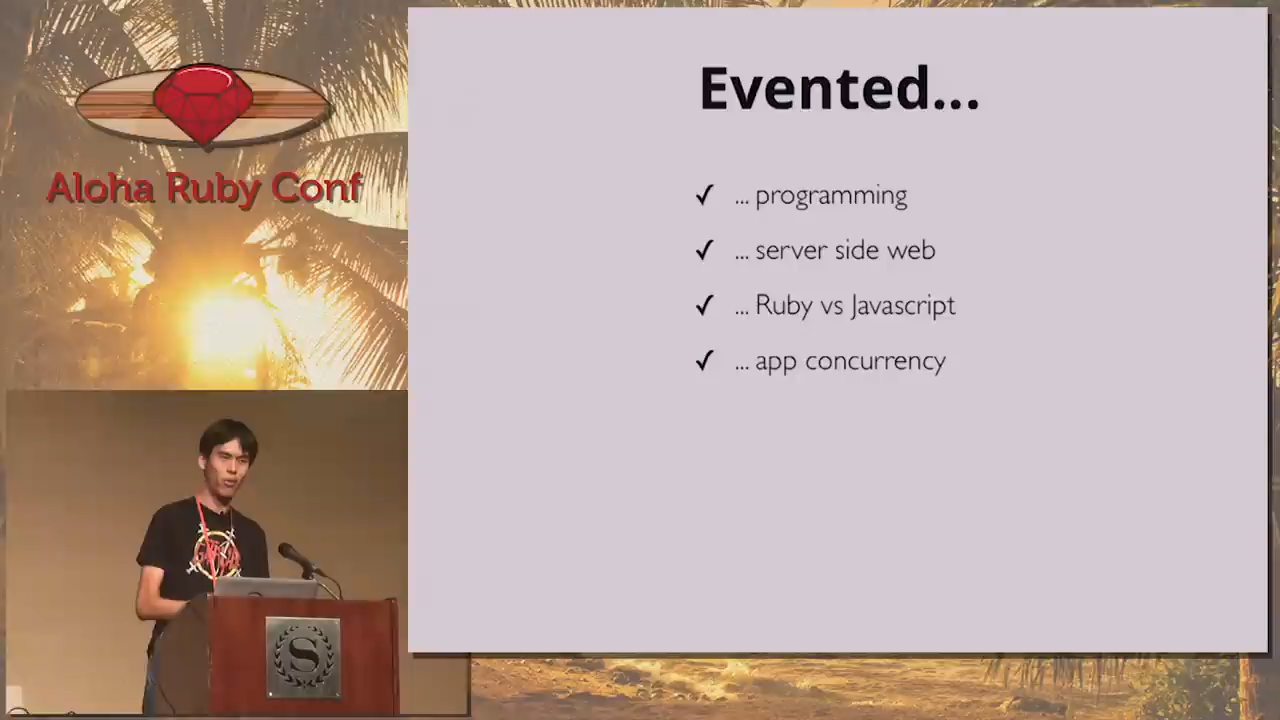 Aloha Ruby Conf
Evented...
✓ ... programming
✓ ... server side web
✓ ... Ruby vs Javascript
✓ ... app concurrency
S